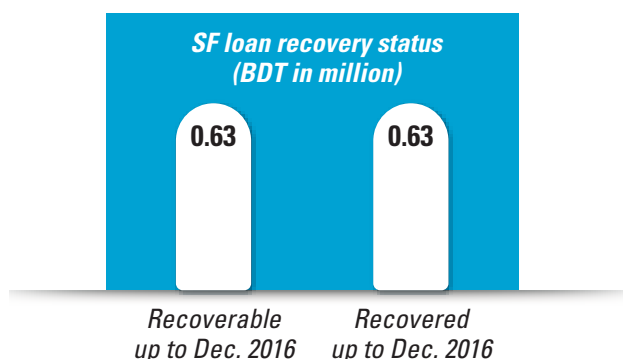 SF loan recovery status
(BDT in million)
0.63 0.63
Recoverable Recovered
up to Dec. 2016 up to Dec. 2016